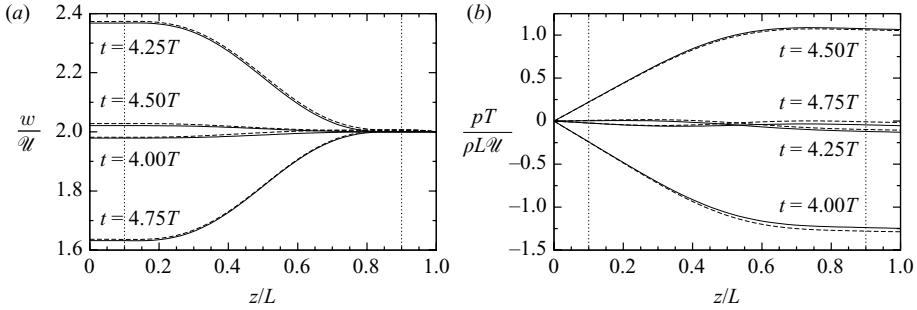 (a)
2.4
2.2
2.0
1.8
1.6
w
𝒰
t = 4.25T
t = 4.50T
t = 4.00T
t = 4.75T
0 0.2 0.4 0.6 0.8 1.0
z/L
(b)
1.0
0.5
0
−0.5
−1.0
−1.5
pT
ρL𝒰
t = 4.50T
t = 4.75T
t = 4.25T
t = 4.00T
0 0.2 0.4 0.6 0.8 1.0
z/L